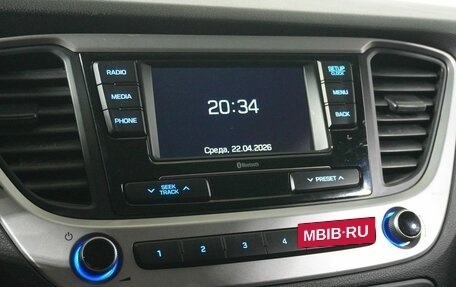 RADIO
MEDIA
PHONE
20:34
Среда, 22.04.2026
SETUP
CLOCK
MENU
BACK
Bluetooth
SEEK
TRACK
PRESET
1 2 3 4
MBIB·RU